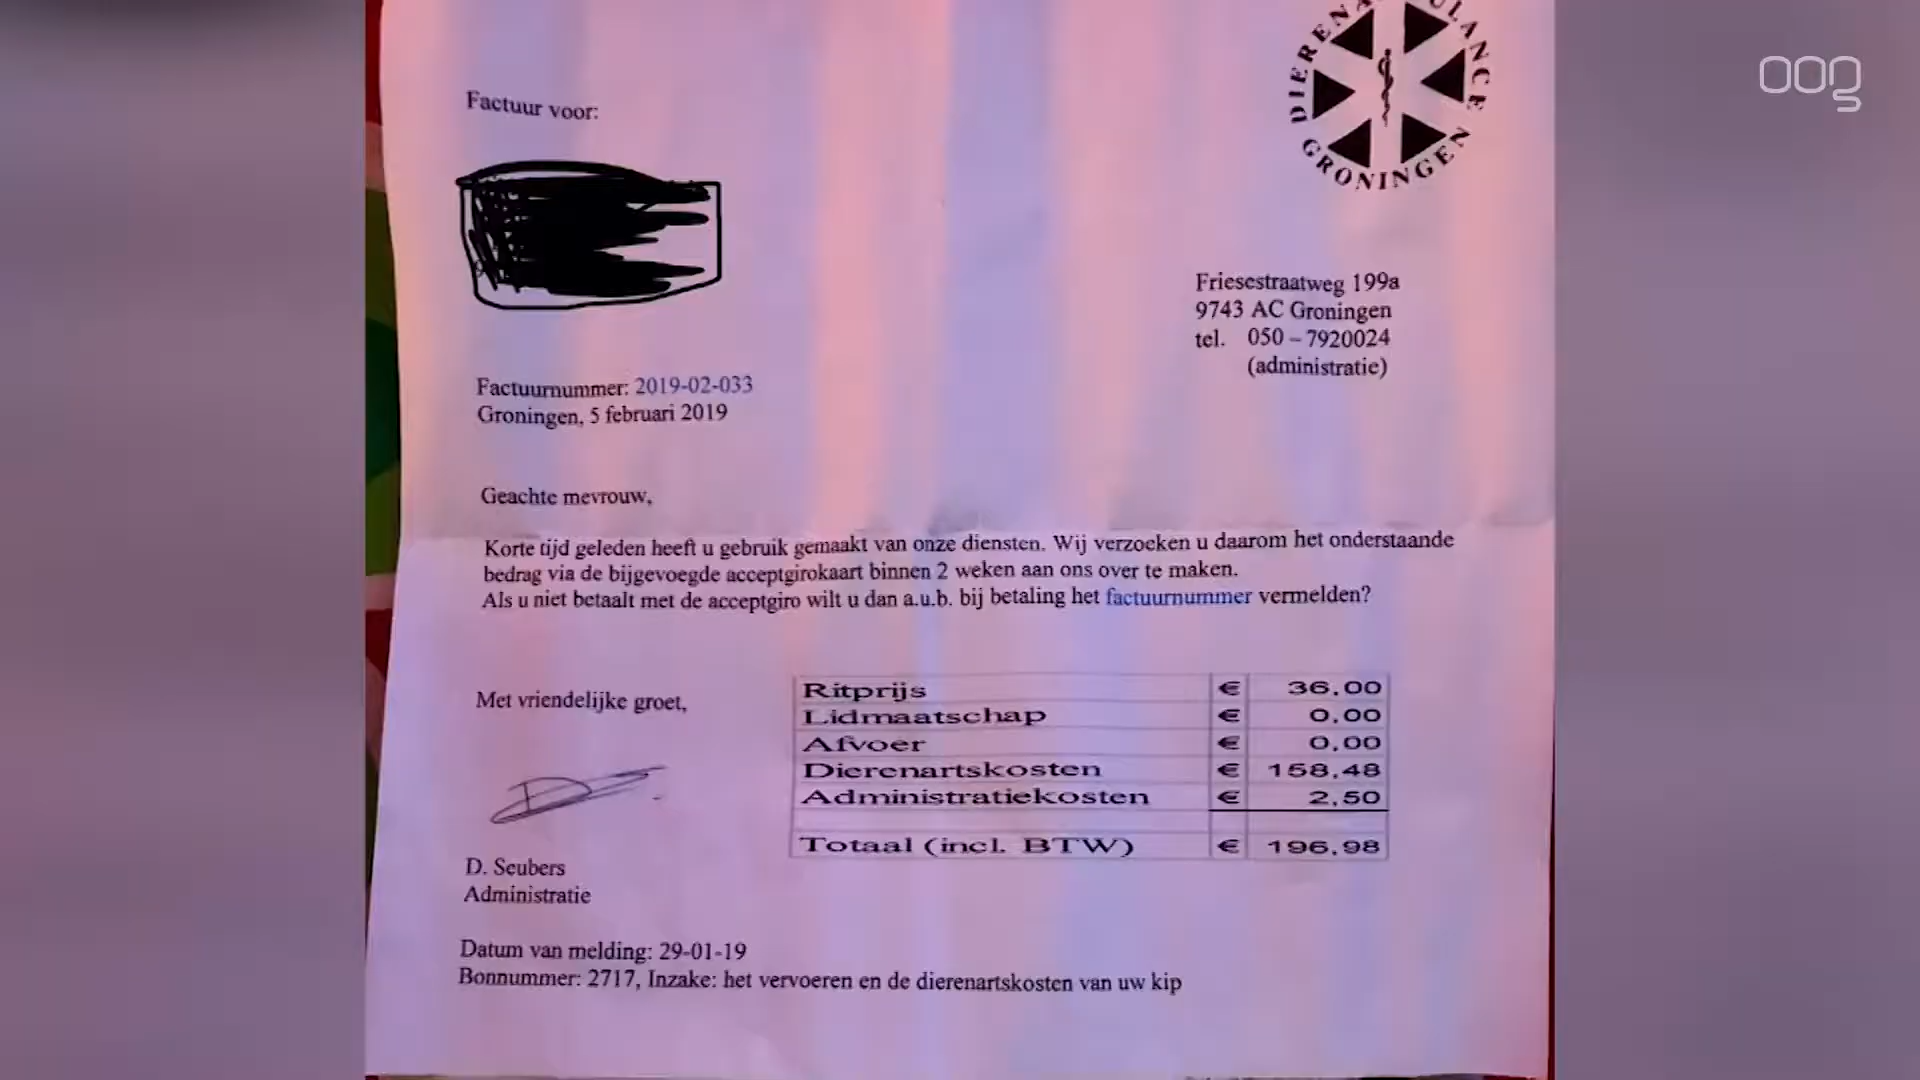 oog
DIERENAMBULANCE
GRONINGEN
Factuur voor:
Friesestraatweg 199a
9743 AC Groningen
tel. 050 – 7920024
(administratie)
Factuurnummer: 2019-02-033
Groningen, 5 februari 2019
Geachte mevrouw,
Korte tijd geleden heeft u gebruik gemaakt van onze diensten. Wij verzoeken u daarom het onderstaande
bedrag via de bijgevoegde acceptgirokaart binnen 2 weken aan ons over te maken.
Als u niet betaalt met de acceptgiro wilt u dan a.u.b. bij betaling het factuurnummer vermelden?
Met vriendelijke groet,
Ritprijs € 36,00
Lidmaatschap € 0,00
Afvoer € 0,00
Dierenartskosten € 158,48
Administratiekosten € 2,50
Totaal (incl. BTW) € 196,98
D. Seubers
Administratie
Datum van melding: 29-01-19
Bonnummer: 2717, Inzake: het vervoeren en de dierenartskosten van uw kip